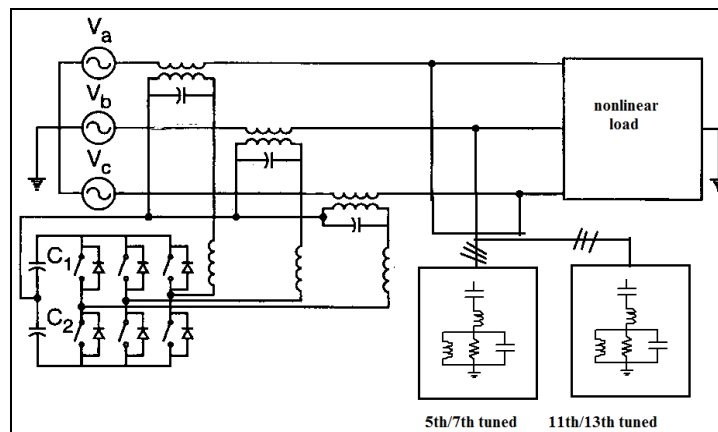 Va
Vb
Vc
nonlinear
load
C1
C2
5th/7th tuned
11th/13th tuned